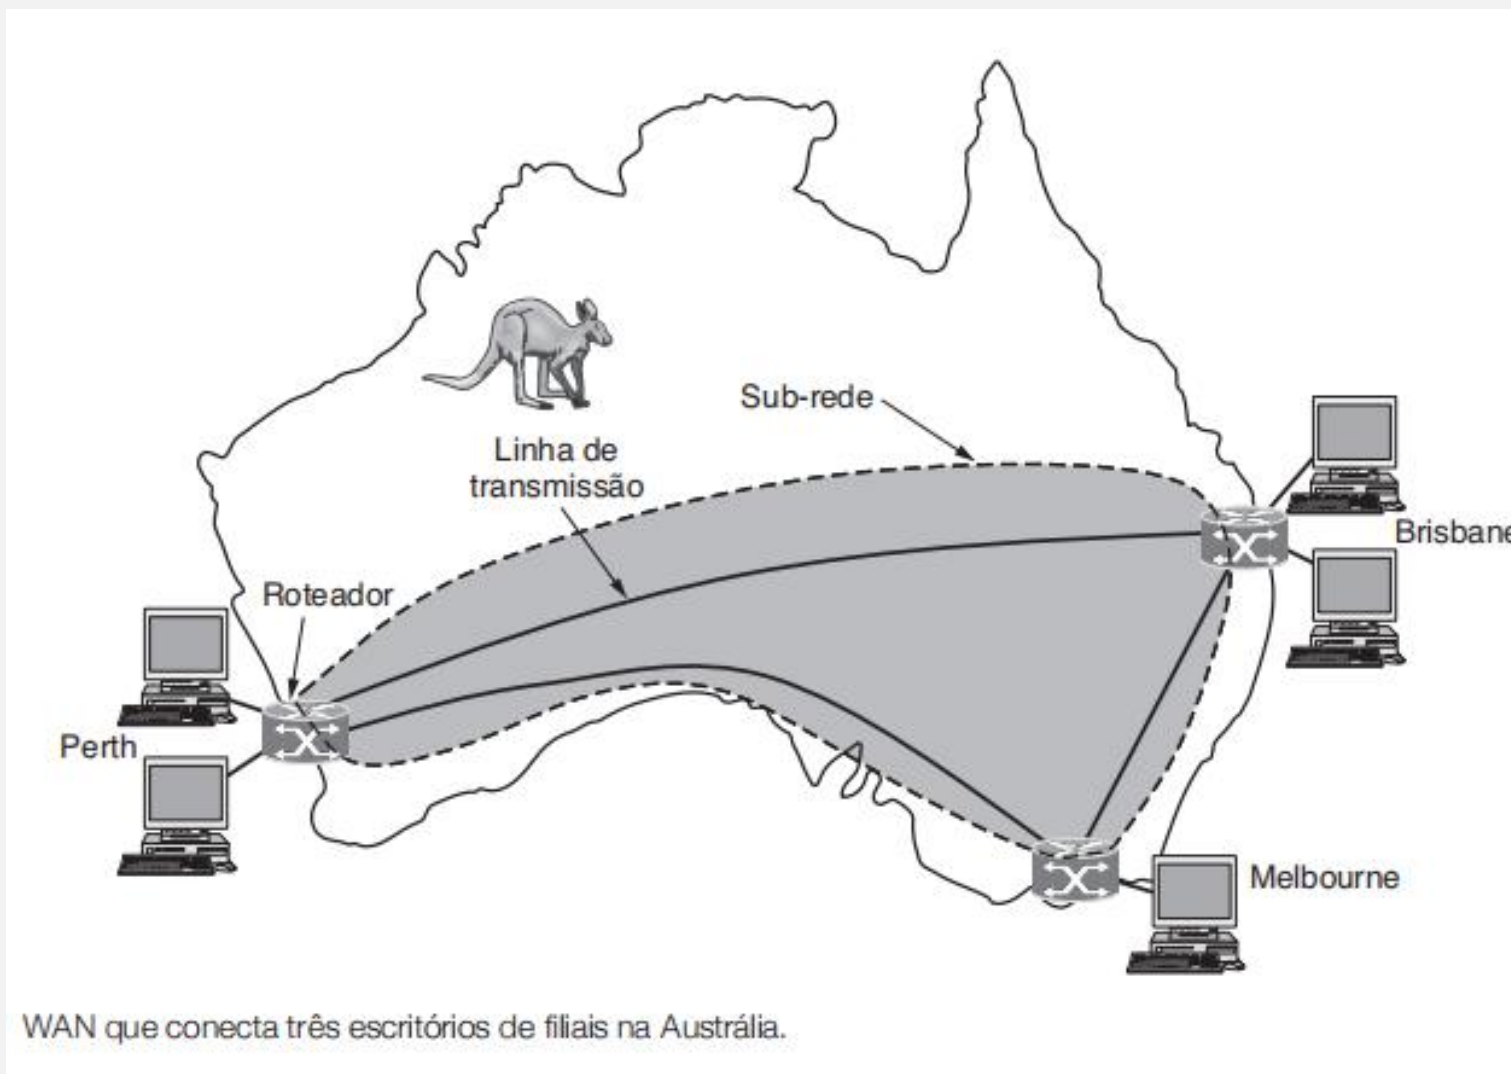 Sub-rede
Linha de
transmissão
Brisbane
Roteador
Perth
Melbourne
WAN que conecta três escritórios de filiais na Austrália.